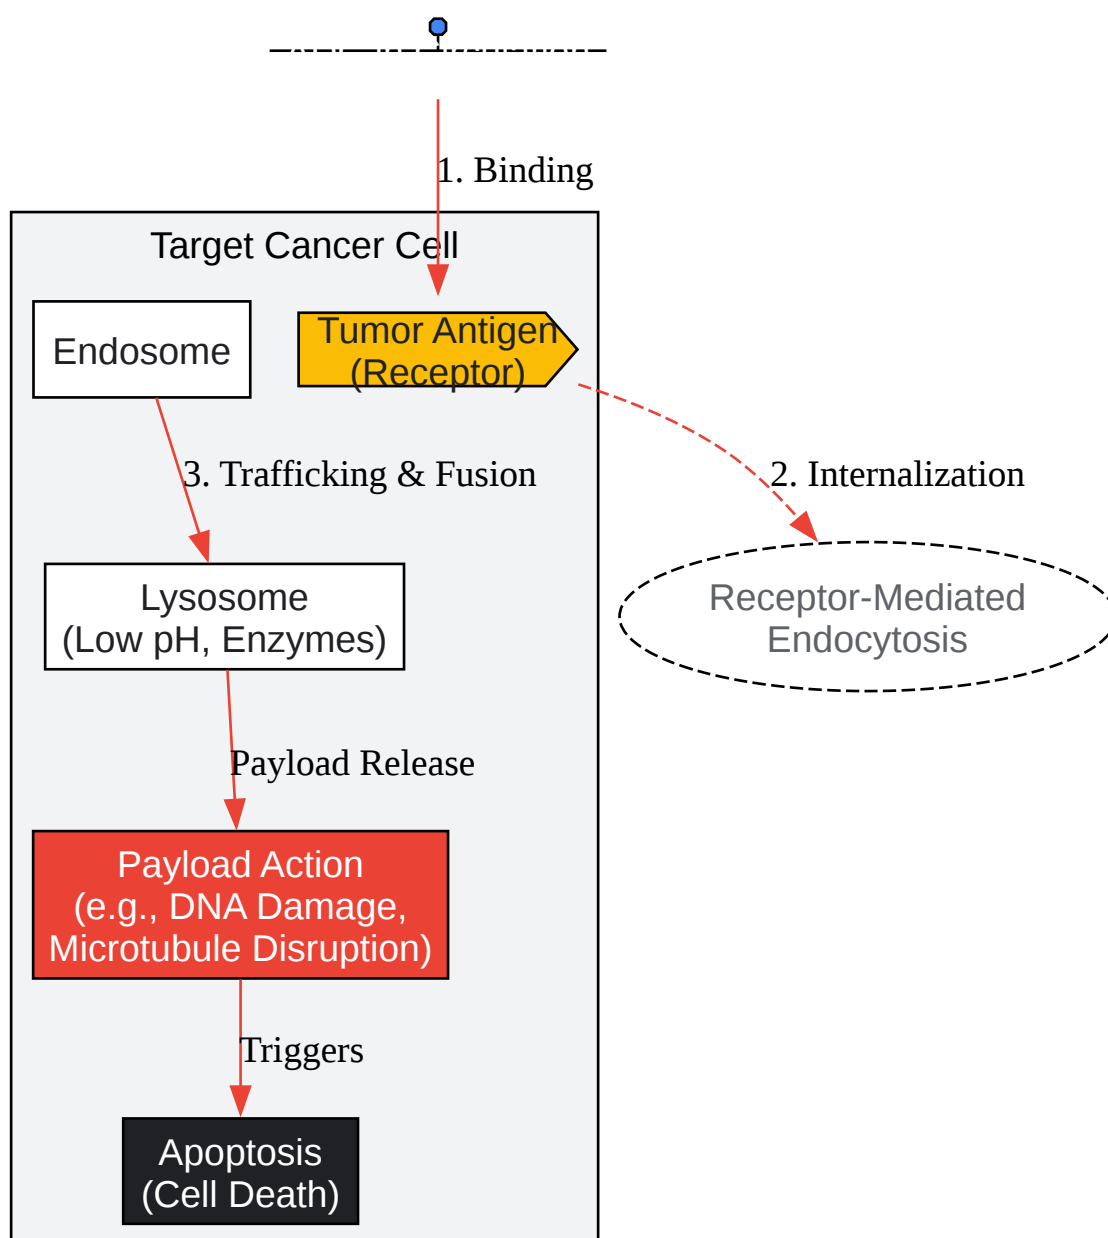 1. Binding
Target Cancer Cell
Endosome
Tumor Antigen
(Receptor)
3. Trafficking & Fusion
2. Internalization
Lysosome
(Low pH, Enzymes)
Receptor-Mediated
Endocytosis
Payload Release
Payload Action
(e.g., DNA Damage,
Microtubule Disruption)
Triggers
Apoptosis
(Cell Death)